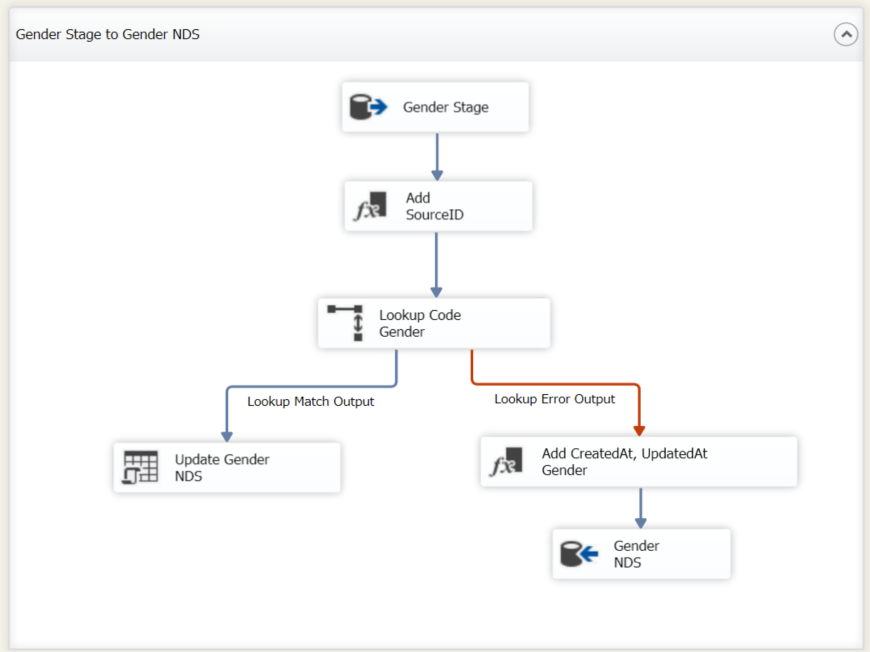 Gender Stage to Gender NDS
Gender Stage
Add
SourceID
Lookup Code
Gender
Lookup Match Output
Lookup Error Output
Update Gender
NDS
Add CreatedAt, UpdatedAt
Gender
Gender
NDS